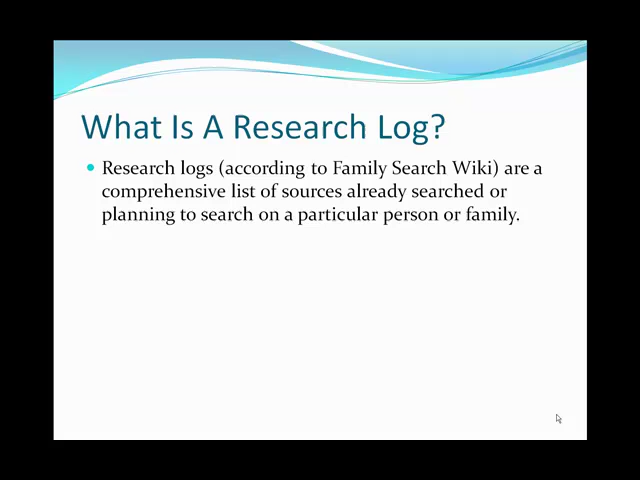 What Is A Research Log?
Research logs (according to Family Search Wiki) are a
comprehensive list of sources already searched or
planning to search on a particular person or family.